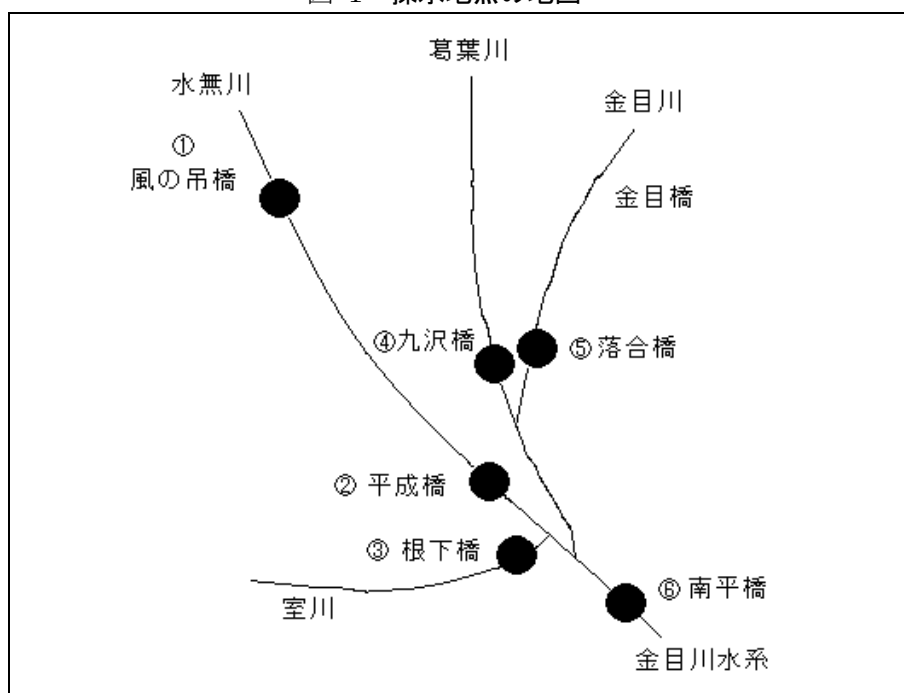 葛葉川
水無川
金目川
①
風の吊橋
金目橋
④九沢橋
⑤落合橋
② 平成橋
③ 根下橋
⑥南平橋
室川
金目川水系